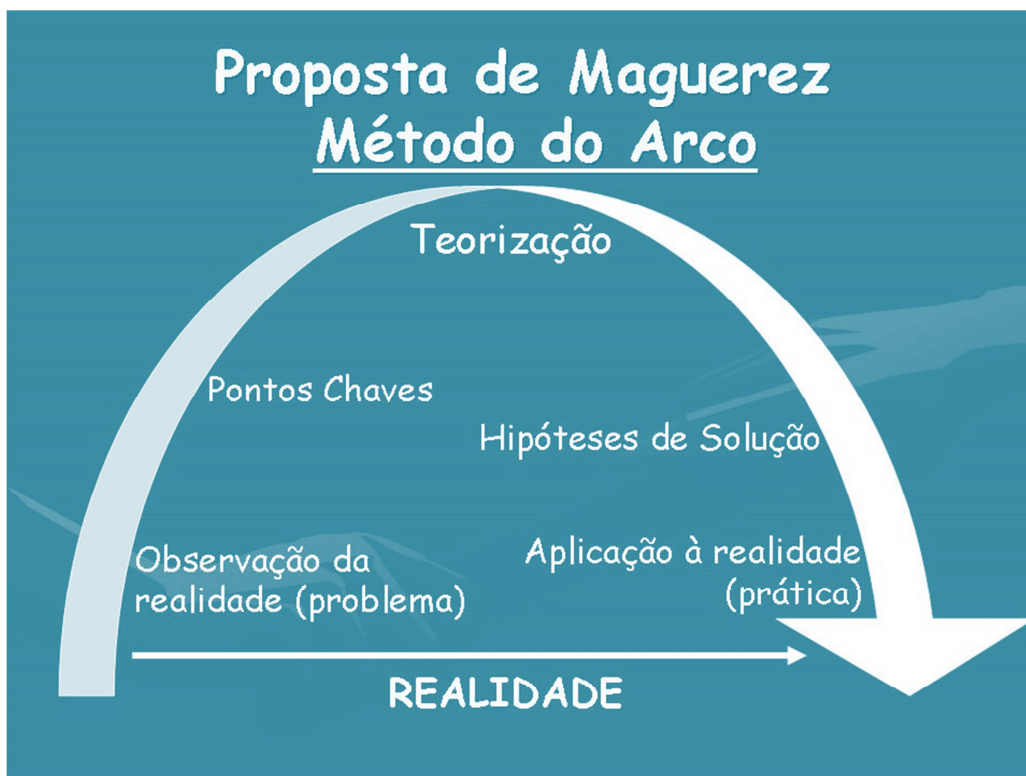 Proposta de Maguerez
Método do Arco
Teorização
Pontos Chaves
Hipóteses de Solução
Observação da
realidade (problema)
Aplicação à realidade
(prática)
REALIDADE